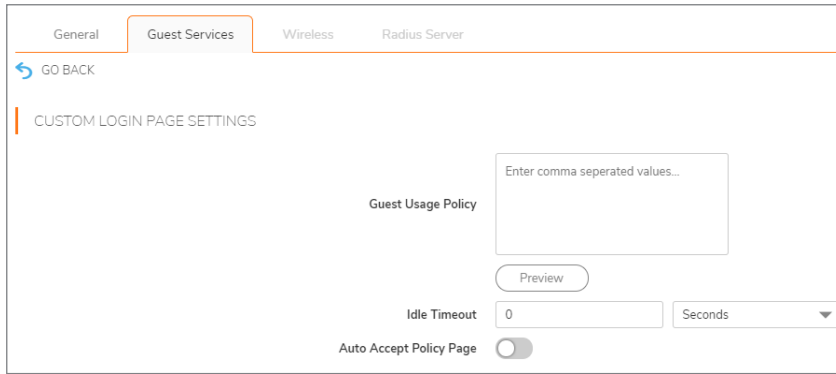 General Guest Services Wireless Radius Server
GO BACK
CUSTOM LOGIN PAGE SETTINGS
Enter comma seperated values...
Guest Usage Policy
Preview
Idle Timeout 0 Seconds
Auto Accept Policy Page